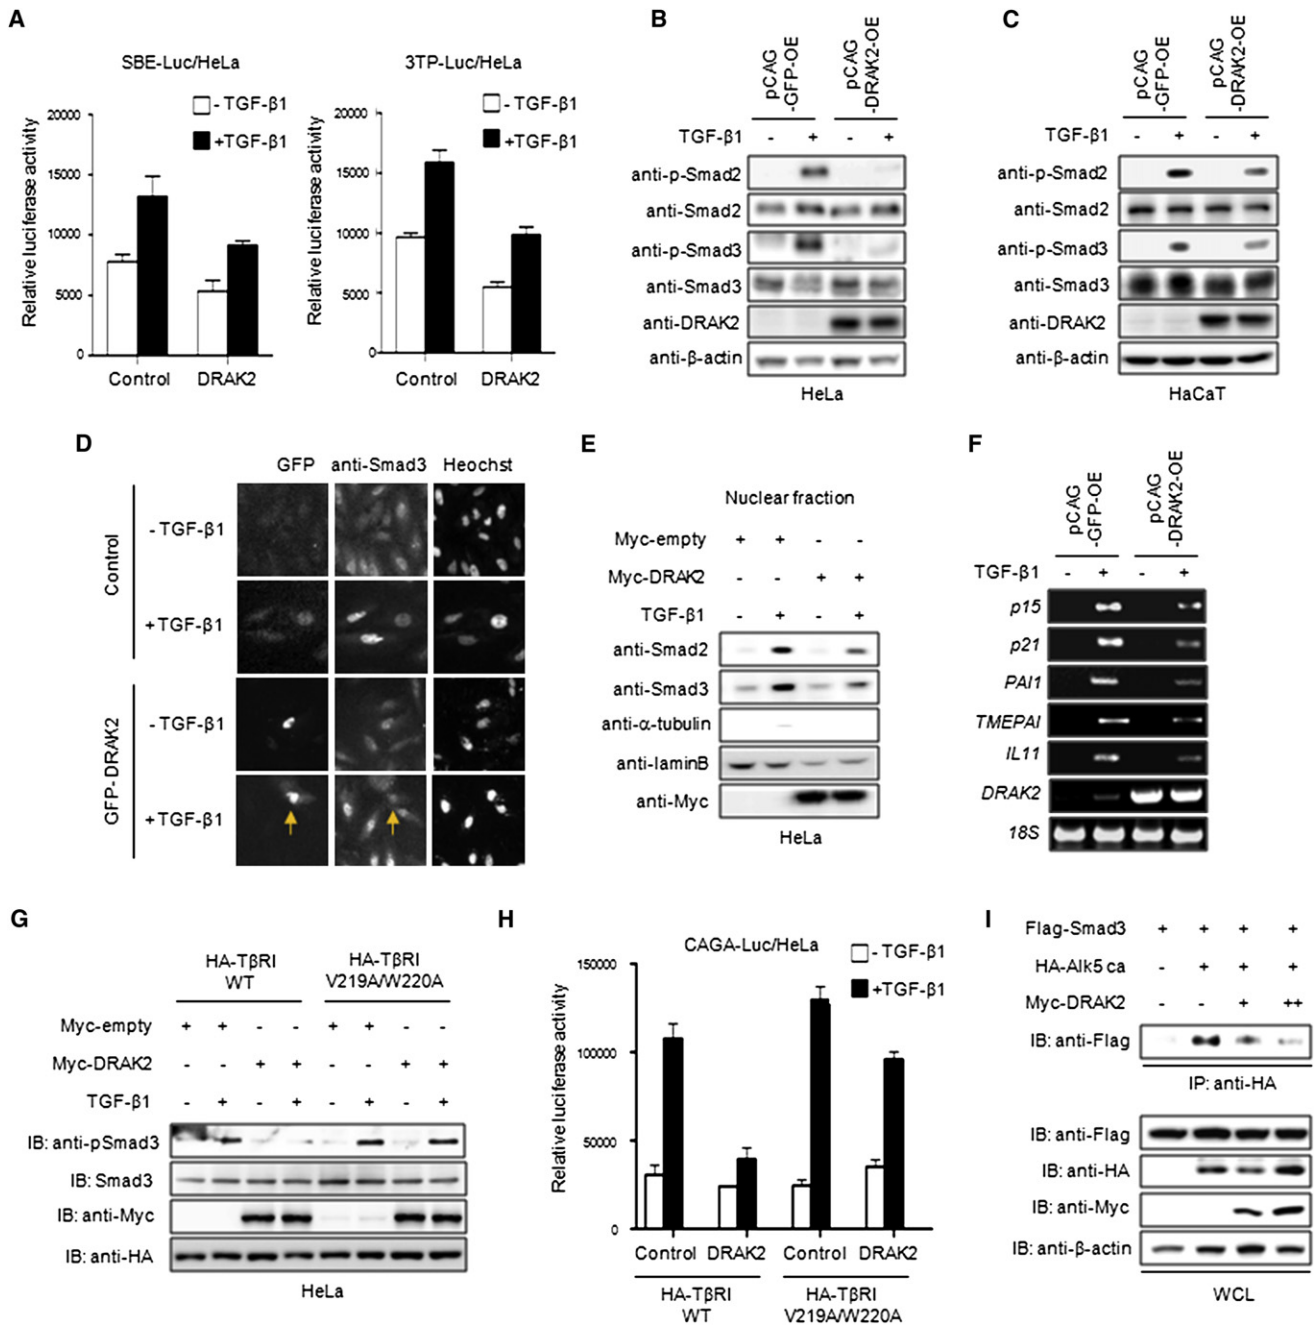 A
SBE-Luc/HeLa
Relative luciferase activity
20000
15000
10000
5000
0
- TGF-β1
+TGF-β1
Control DRAK2
3TP-Luc/HeLa
Relative luciferase activity
20000
15000
10000
5000
0
- TGF-β1
+TGF-β1
Control DRAK2
B
pCAG
-GFP-OE
pCAG
-DRAK2-OE
TGF-β1 - + - +
anti-p-Smad2
anti-Smad2
anti-p-Smad3
anti-Smad3
anti-DRAK2
anti-β-actin
HeLa
C
pCAG
-GFP-OE
pCAG
-DRAK2-OE
TGF-β1 - + - +
anti-p-Smad2
anti-Smad2
anti-p-Smad3
anti-Smad3
anti-DRAK2
anti-β-actin
HaCaT
D
GFP anti-Smad3 Heochst
Control
- TGF-β1
+ TGF-β1
GFP-DRAK2
- TGF-β1
+ TGF-β1
E
Nuclear fraction
Myc-empty + + - -
Myc-DRAK2 - - + +
TGF-β1 - + - +
anti-Smad2
anti-Smad3
anti-α-tubulin
anti-laminB
anti-Myc
HeLa
F
pCAG
-GFP-OE
pCAG
-DRAK2-OE
TGF-β1 - + - +
p15
p21
PAI1
TMEPAI
IL11
DRAK2
18S
G
HA-TβRI
WT
HA-TβRI
V219A/W220A
Myc-empty + + - - + + - -
Myc-DRAK2 - - + + - - + +
TGF-β1 - + - + - + - +
IB: anti-pSmad3
IB: Smad3
IB: anti-Myc
IB: anti-HA
HeLa
H
CAGA-Luc/HeLa
Relative luciferase activity
150000
100000
50000
0
- TGF-β1
+TGF-β1
Control DRAK2 Control DRAK2
HA-TβRI
WT
HA-TβRI
V219A/W220A
I
Flag-Smad3 + + + +
HA-Alk5 ca - + + +
Myc-DRAK2 - - + ++
IB: anti-Flag
IP: anti-HA
IB: anti-Flag
IB: anti-HA
IB: anti-Myc
IB: anti-β-actin
WCL